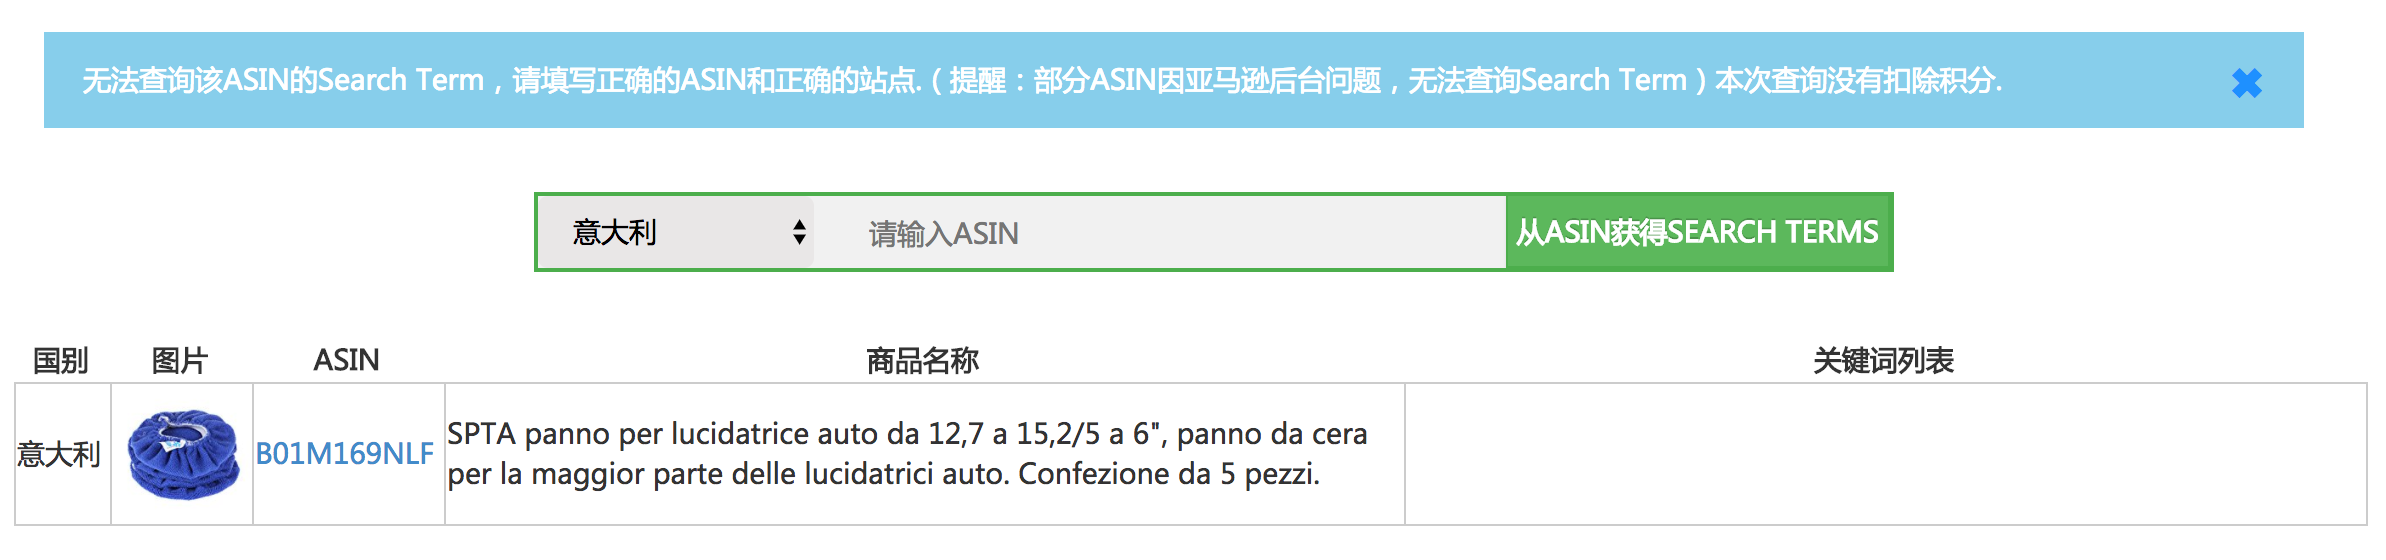 无法查询该ASIN的Search Term，请填写正确的ASIN和正确的站点.（提醒：部分ASIN因亚马逊后台问题，无法查询Search Term）本次查询没有扣除积分.
意大利 请输入ASIN 从ASIN获得SEARCH TERMS
国别 图片 ASIN 商品名称 关键词列表
意大利 B01M169NLF SPTA panno per lucidatrice auto da 12,7 a 15,2/5 a 6", panno da cera
per la maggior parte delle lucidatrici auto. Confezione da 5 pezzi.